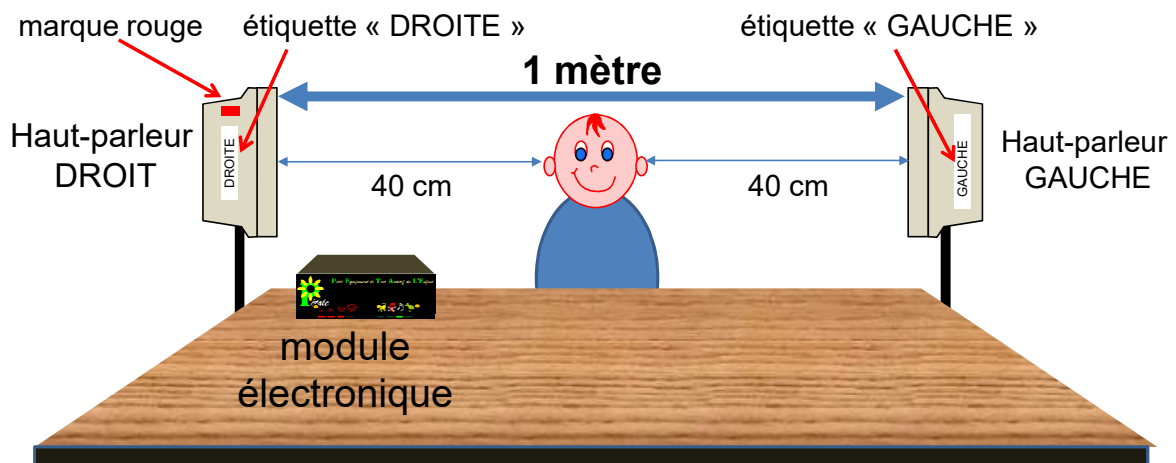 marque rouge
étiquette « DROITE »
étiquette « GAUCHE »
1 mètre
Haut-parleur
DROIT
DROITE
40 cm
40 cm
GAUCHE
Haut-parleur
GAUCHE
module
électronique